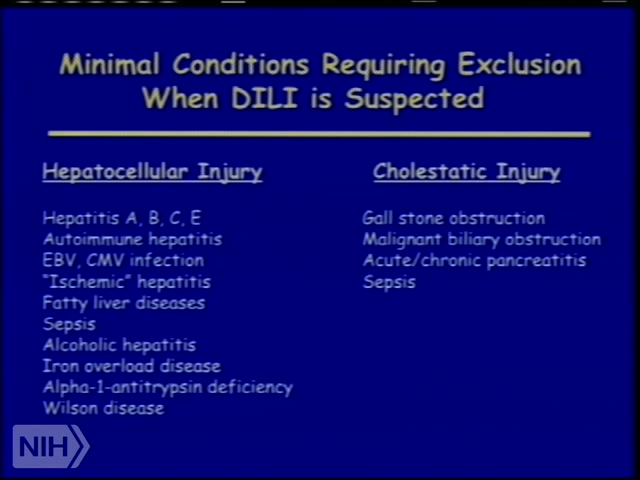 Minimal Conditions Requiring Exclusion
When DILI is Suspected
Hepatocellular Injury
Hepatitis A, B, C, E
Autoimmune hepatitis
EBV, CMV infection
“Ischemic” hepatitis
Fatty liver diseases
Sepsis
Alcoholic hepatitis
Iron overload disease
Alpha-1-antitrypsin deficiency
Wilson disease
Cholestatic Injury
Gall stone obstruction
Malignant biliary obstruction
Acute/chronic pancreatitis
Sepsis
NIH